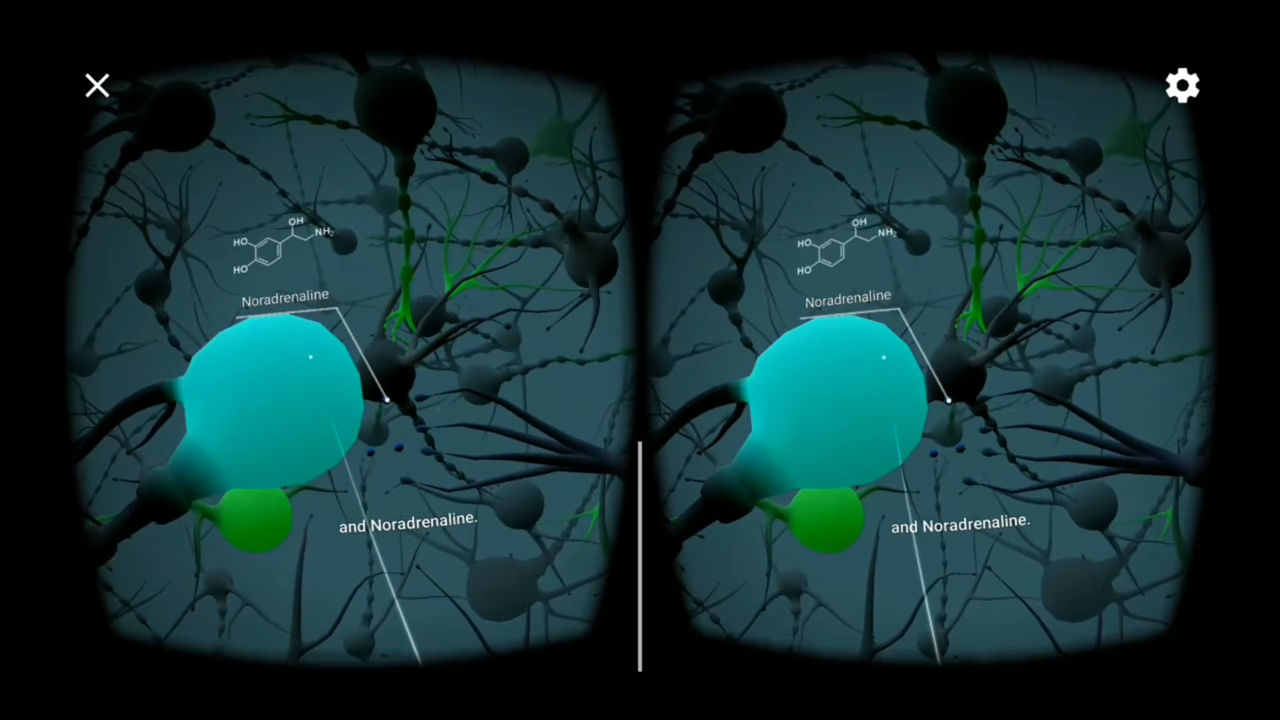 OH
HO
NH2
HO
Noradrenaline
and Noradrenaline.
OH
HO
NH2
HO
Noradrenaline
and Noradrenaline.